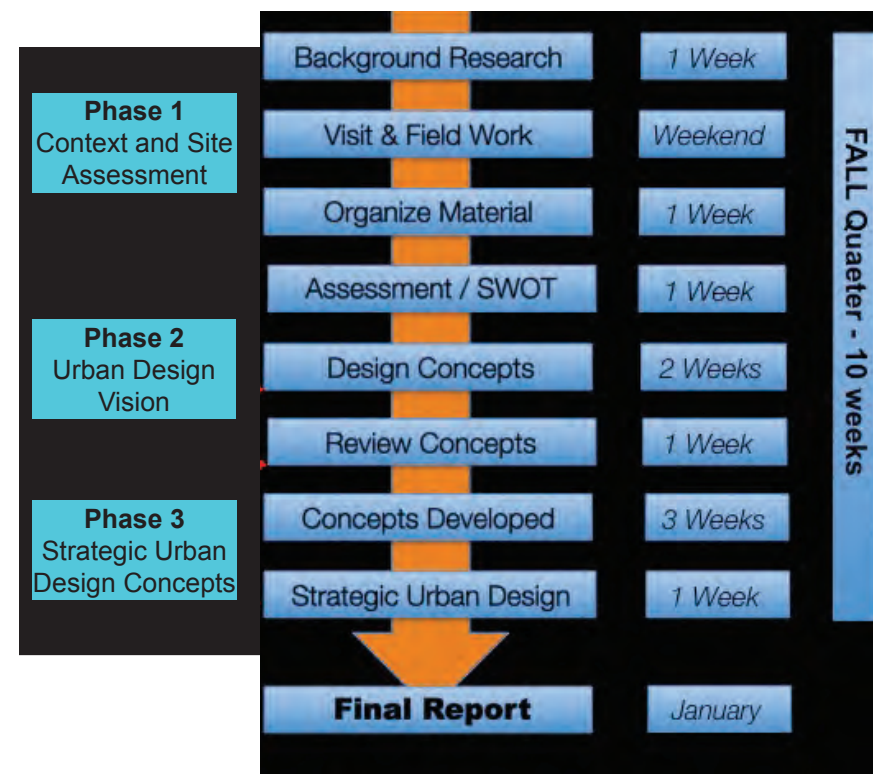 Background Research
1 Week
Phase 1
Context and Site
Assessment
Visit & Field Work
Weekend
Organize Material
1 Week
Assessment / SWOT
1 Week
Phase 2
Urban Design
Vision
Design Concepts
2 Weeks
Review Concepts
1 Week
Phase 3
Strategic Urban
Design Concepts
Concepts Developed
3 Weeks
Strategic Urban Design
1 Week
Final Report
January
FALL Quaeter - 10 weeks